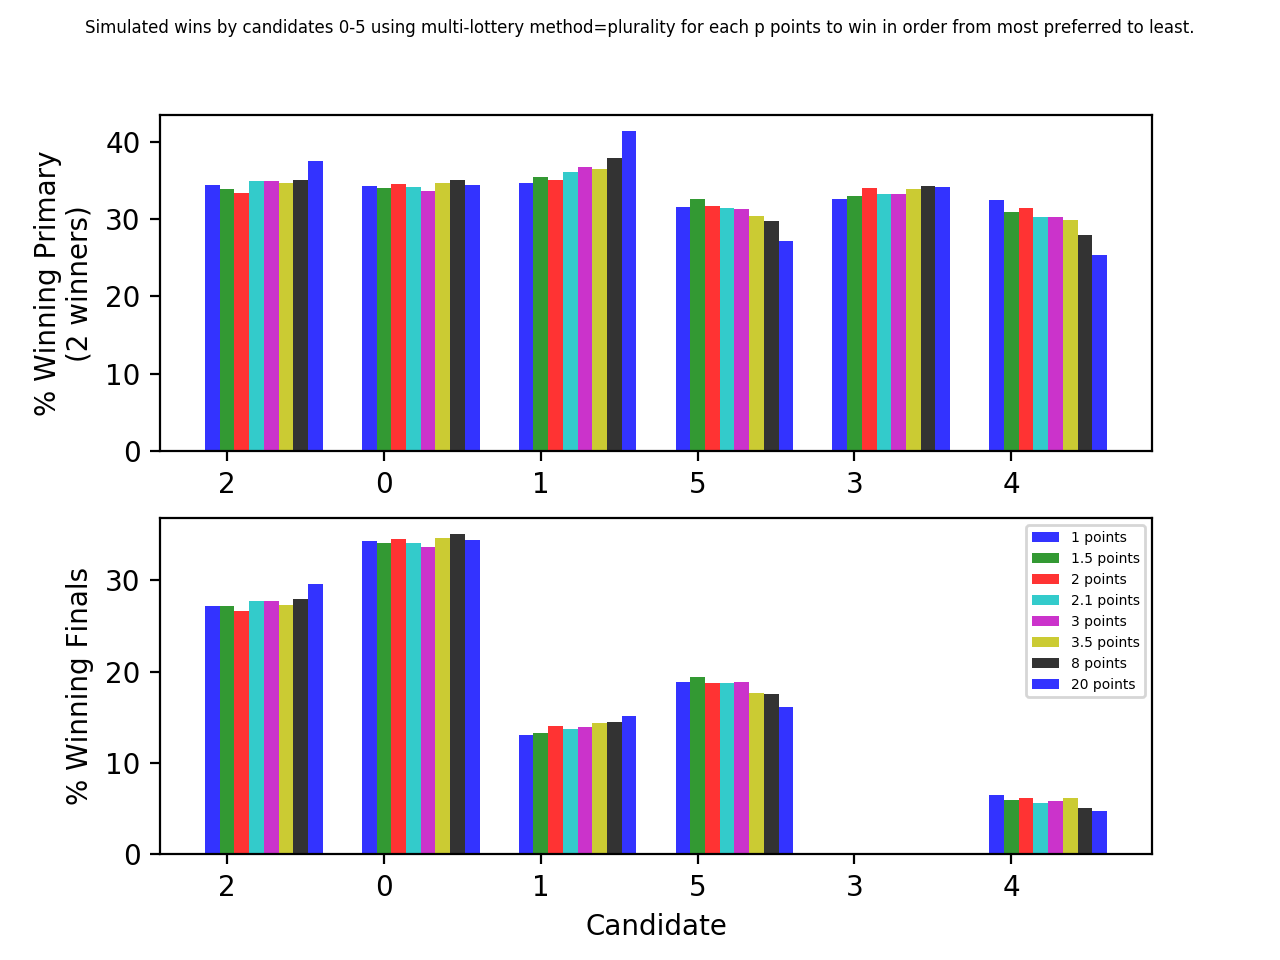 Simulated wins by candidates 0-5 using multi-lottery method=plurality for each p points to win in order from most preferred to least.
% Winning Primary
(2 winners)
40
30
20
10
0
2 0 1 5 3 4
% Winning Finals
30
20
10
0
1 points
1.5 points
2 points
2.1 points
3 points
3.5 points
8 points
20 points
2 0 1 5 3 4
Candidate